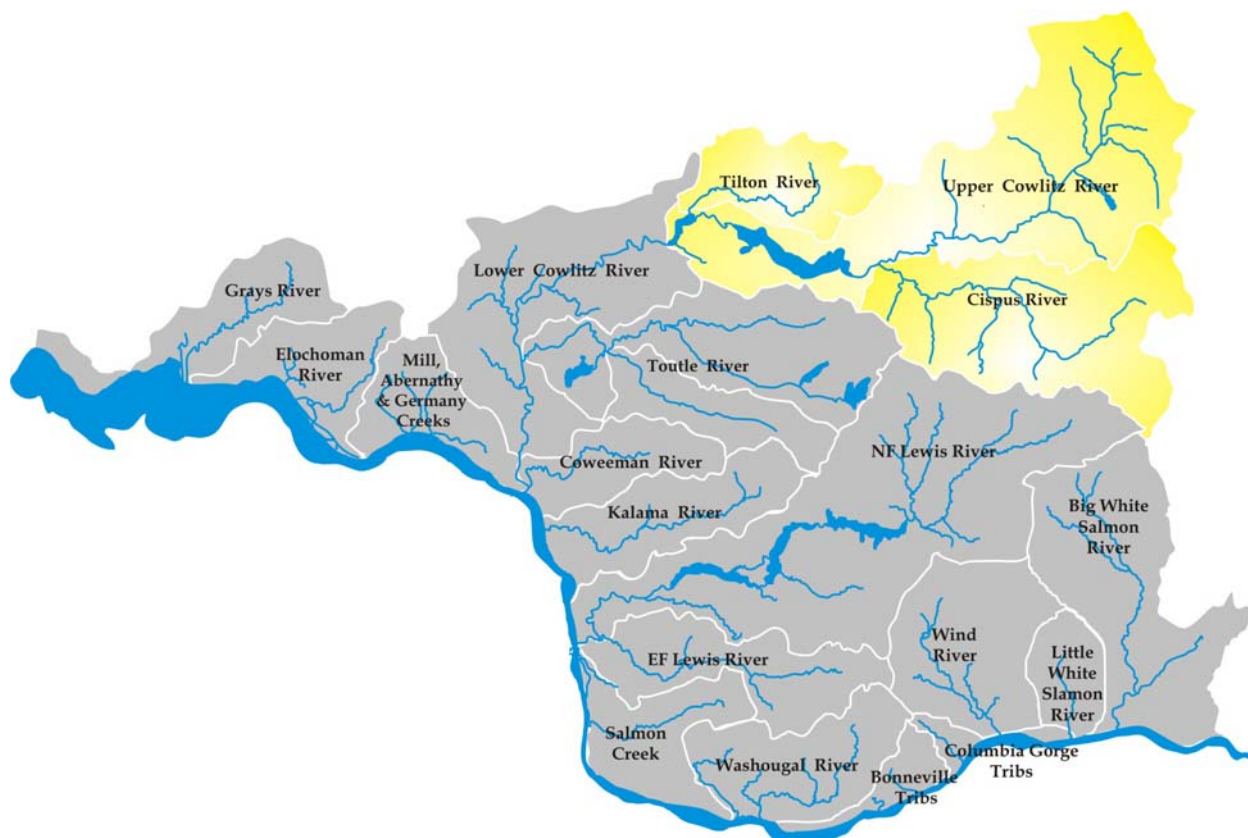 Tilton River
Upper Cowlitz River
Lower Cowlitz River
Grays River
Cispus River
Elochoman
River
Mill,
Abernathy
& Germany
Creeks
Toutle River
Coweeman River
NF Lewis River
Kalama River
Big White
Salmon
River
Wind
River
EF Lewis River
Little
White
Slamon
River
Salmon
Creek
Washougal River
Bonneville
Tribs
Columbia Gorge
Tribs